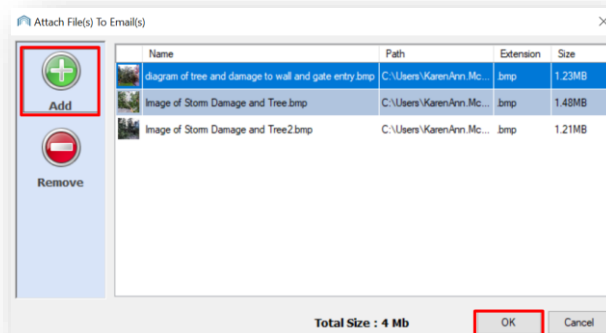 Attach File(s) To Email(s)
Name Path Extension Size
diagram of tree and damage to wall and gate entry.bmp C:\Users\KarenAnn.Mc... .bmp 1.23MB
Image of Storm Damage and Tree.bmp C:\Users\KarenAnn.Mc... .bmp 1.48MB
Image of Storm Damage and Tree2.bmp C:\Users\KarenAnn.Mc... .bmp 1.21MB
Add
Remove
Total Size : 4 Mb
OK
Cancel